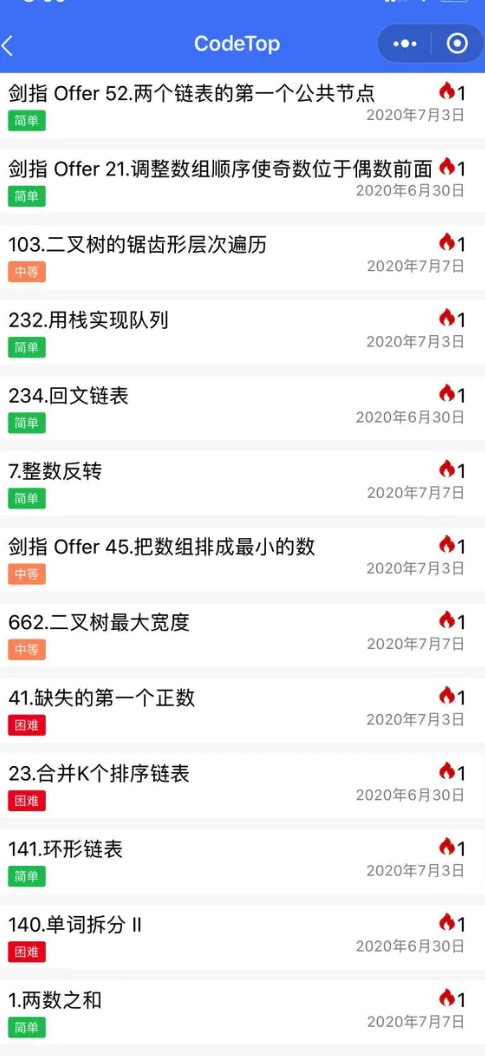 CodeTop
剑指 Offer 52.两个链表的第一个公共节点 1
简单 2020年7月3日
剑指 Offer 21.调整数组顺序使奇数位于偶数前面 1
简单 2020年6月30日
103.二叉树的锯齿形层次遍历 1
中等 2020年7月7日
232.用栈实现队列 1
简单 2020年7月3日
234.回文链表 1
简单 2020年6月30日
7.整数反转 1
简单 2020年7月7日
剑指 Offer 45.把数组排成最小的数 1
中等 2020年7月3日
662.二叉树最大宽度 1
中等 2020年7月7日
41.缺失的第一个正数 1
困难 2020年7月3日
23.合并K个排序链表 1
困难 2020年6月30日
141.环形链表 1
简单 2020年7月3日
140.单词拆分 II 1
困难 2020年6月30日
1.两数之和 1
简单 2020年7月7日